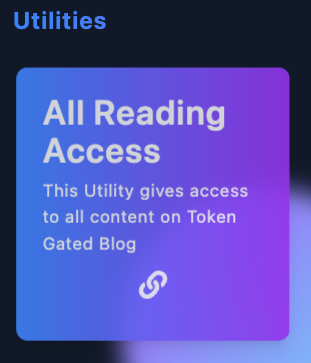 Utilities
All Reading
Access
This Utility gives access
to all content on Token
Gated Blog